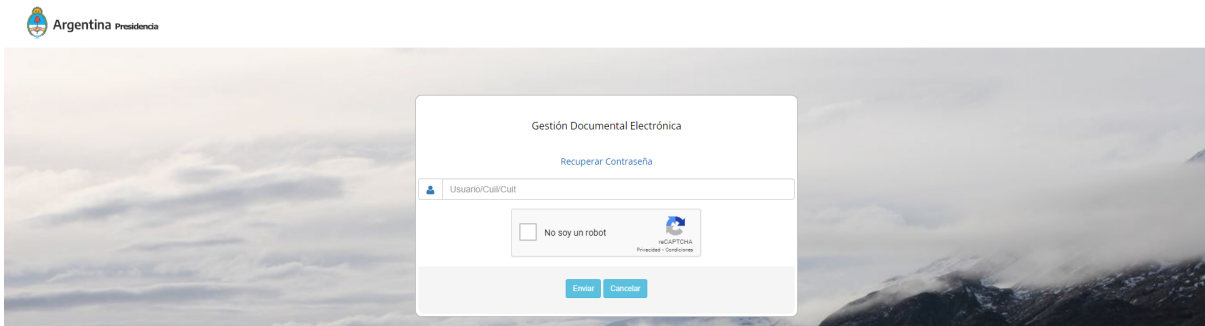 Argentina Presidencia
Gestión Documental Electrónica
Recuperar Contraseña
Usuario/Cuil/Cuit
No soy un robot
reCAPTCHA
Privacidad - Condiciones
Enviar Cancelar